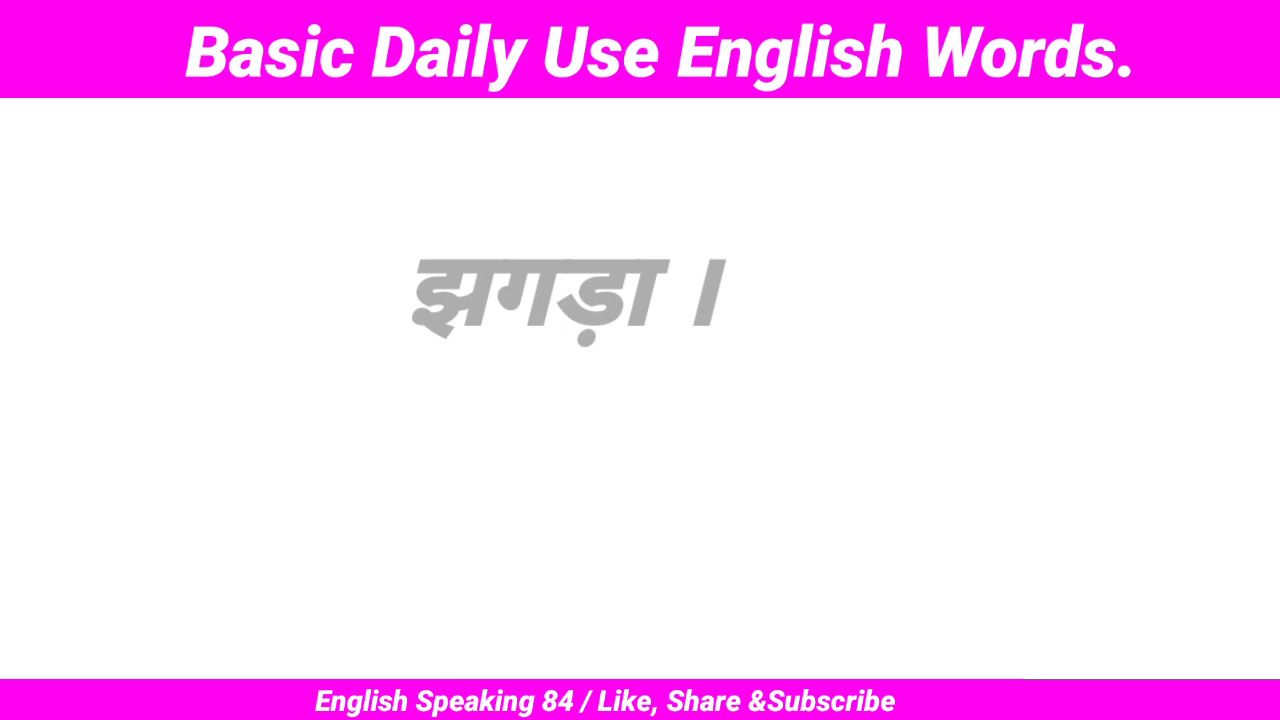 Basic Daily Use English Words.
झगड़ा ।
English Speaking 84 / Like, Share &Subscribe